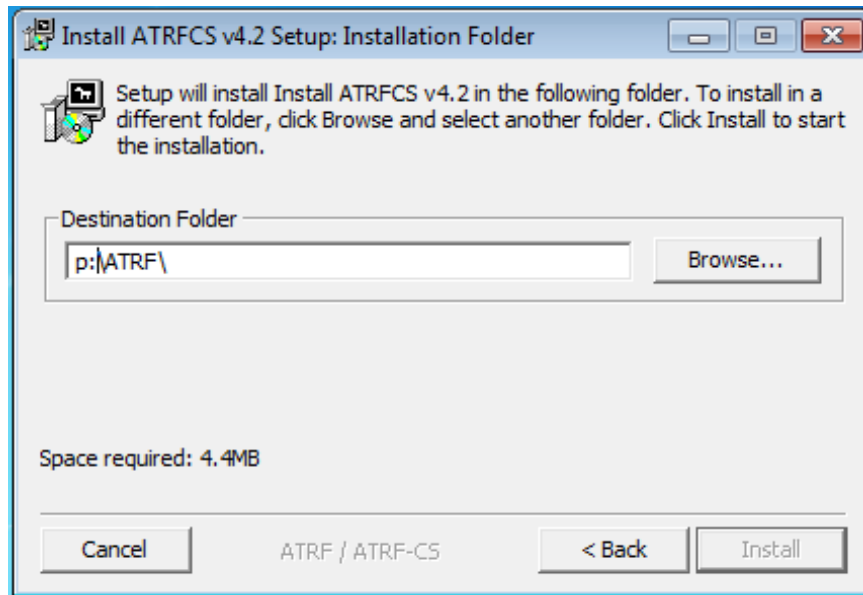 Install ATRFCS v4.2 Setup: Installation Folder
Setup will install Install ATRFCS v4.2 in the following folder. To install in a
different folder, click Browse and select another folder. Click Install to start
the installation.
Destination Folder
p:\ATRF\
Browse...
Space required: 4.4MB
Cancel
ATRF / ATRF-CS
< Back
Install